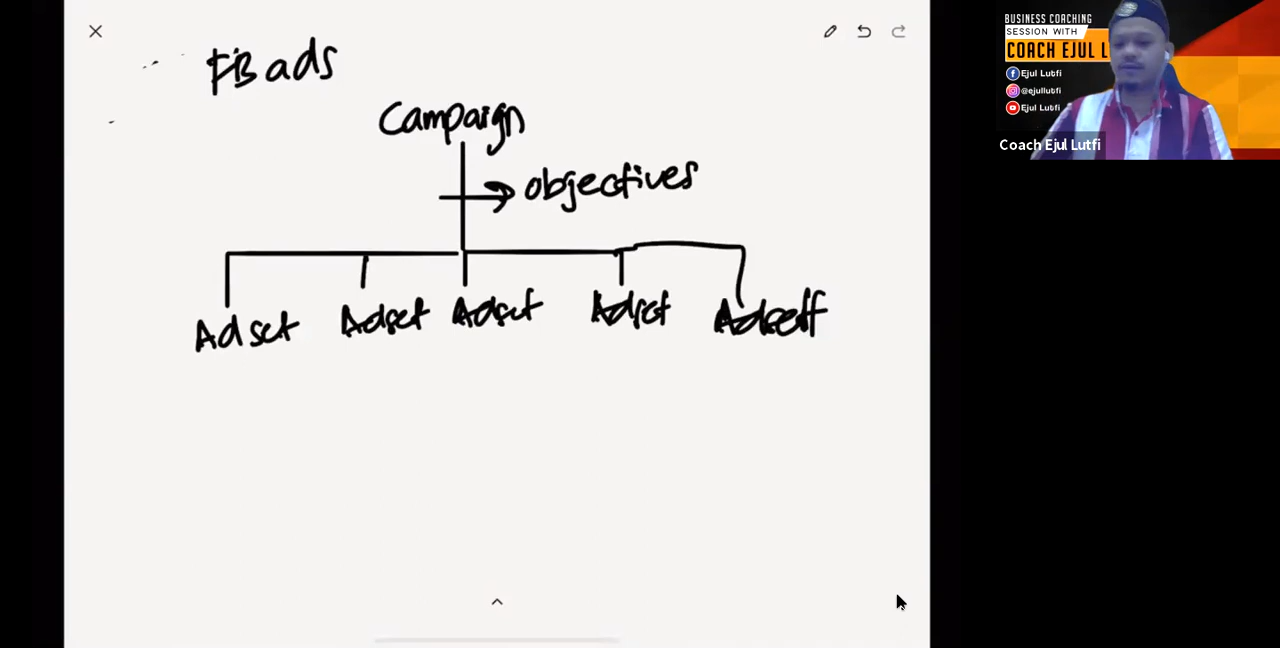 FB ads
Campaign
objectives
Adset Adset Adset Adset Adseff
BUSINESS COACHING
SESSION WITH
COACH EJUL L
Ejul Lutfi
@ejullutfi
Ejul Lutfi
Coach Ejul Lutfi